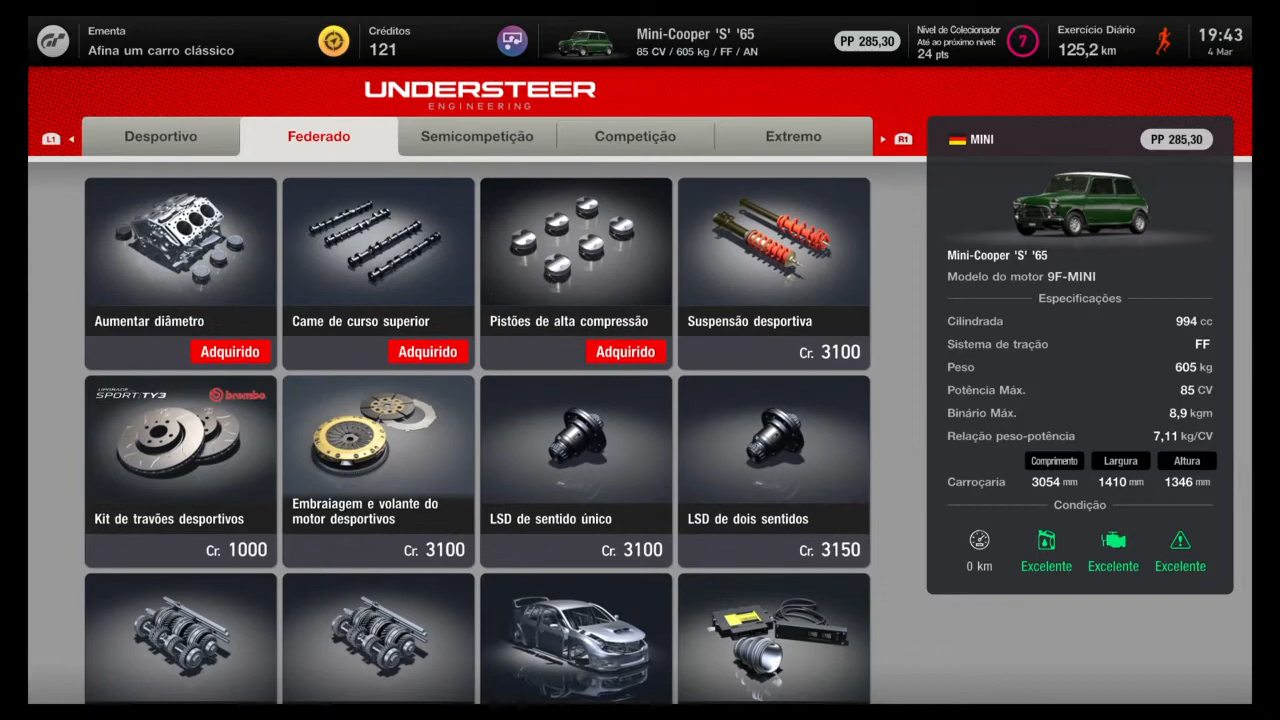 Ementa
Afina um carro clássico
Créditos
121
Mini-Cooper 'S' '65
85 CV / 605 kg / FF / AN
PP 285,30
Nível de Colecionador
Até ao próximo nível:
24 pts
7
Exercício Diário
125,2 km
19:43
4 Mar
UNDERSTEER
ENGINEERING
L1
Desportivo
Federado
Semicompetição
Competição
Extremo
R1
Aumentar diâmetro
Adquirido
Came de curso superior
Adquirido
Pistões de alta compressão
Adquirido
Suspensão desportiva
Cr. 3100
UPGRADE
SPORT|TY3
brembo
Kit de travões desportivos
Cr. 1000
Embraiagem e volante do
motor desportivos
Cr. 3100
LSD de sentido único
Cr. 3100
LSD de dois sentidos
Cr. 3150
MINI
PP 285,30
Mini-Cooper 'S' '65
Modelo do motor 9F-MINI
Especificações
Cilindrada 994 cc
Sistema de tração FF
Peso 605 kg
Potência Máx. 85 CV
Binário Máx. 8,9 kgm
Relação peso-potência 7,11 kg/CV
Comprimento Largura Altura
Carroçaria 3054 mm 1410 mm 1346 mm
Condição
0 km Excelente Excelente Excelente